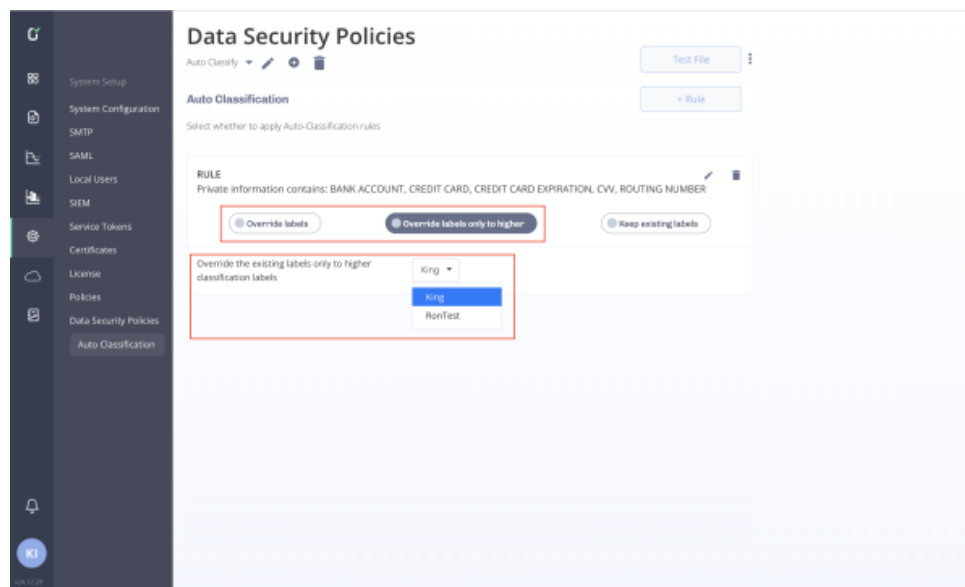 Data Security Policies
Auto Classify
Test File
System Setup
Auto Classification
+ Rule
System Configuration
Select whether to apply Auto-Classification rules
SMTP
SAML
RULE
Local Users
Private information contains: BANK ACCOUNT, CREDIT CARD, CREDIT CARD EXPIRATION, CVV, ROUTING NUMBER
SIEM
Override labels
Override labels only to higher
Keep existing labels
Service Tokens
Certificates
Override the existing labels only to higher
classification labels
King
License
Policies
King
Data Security Policies
RonTest
Auto Classification
KI